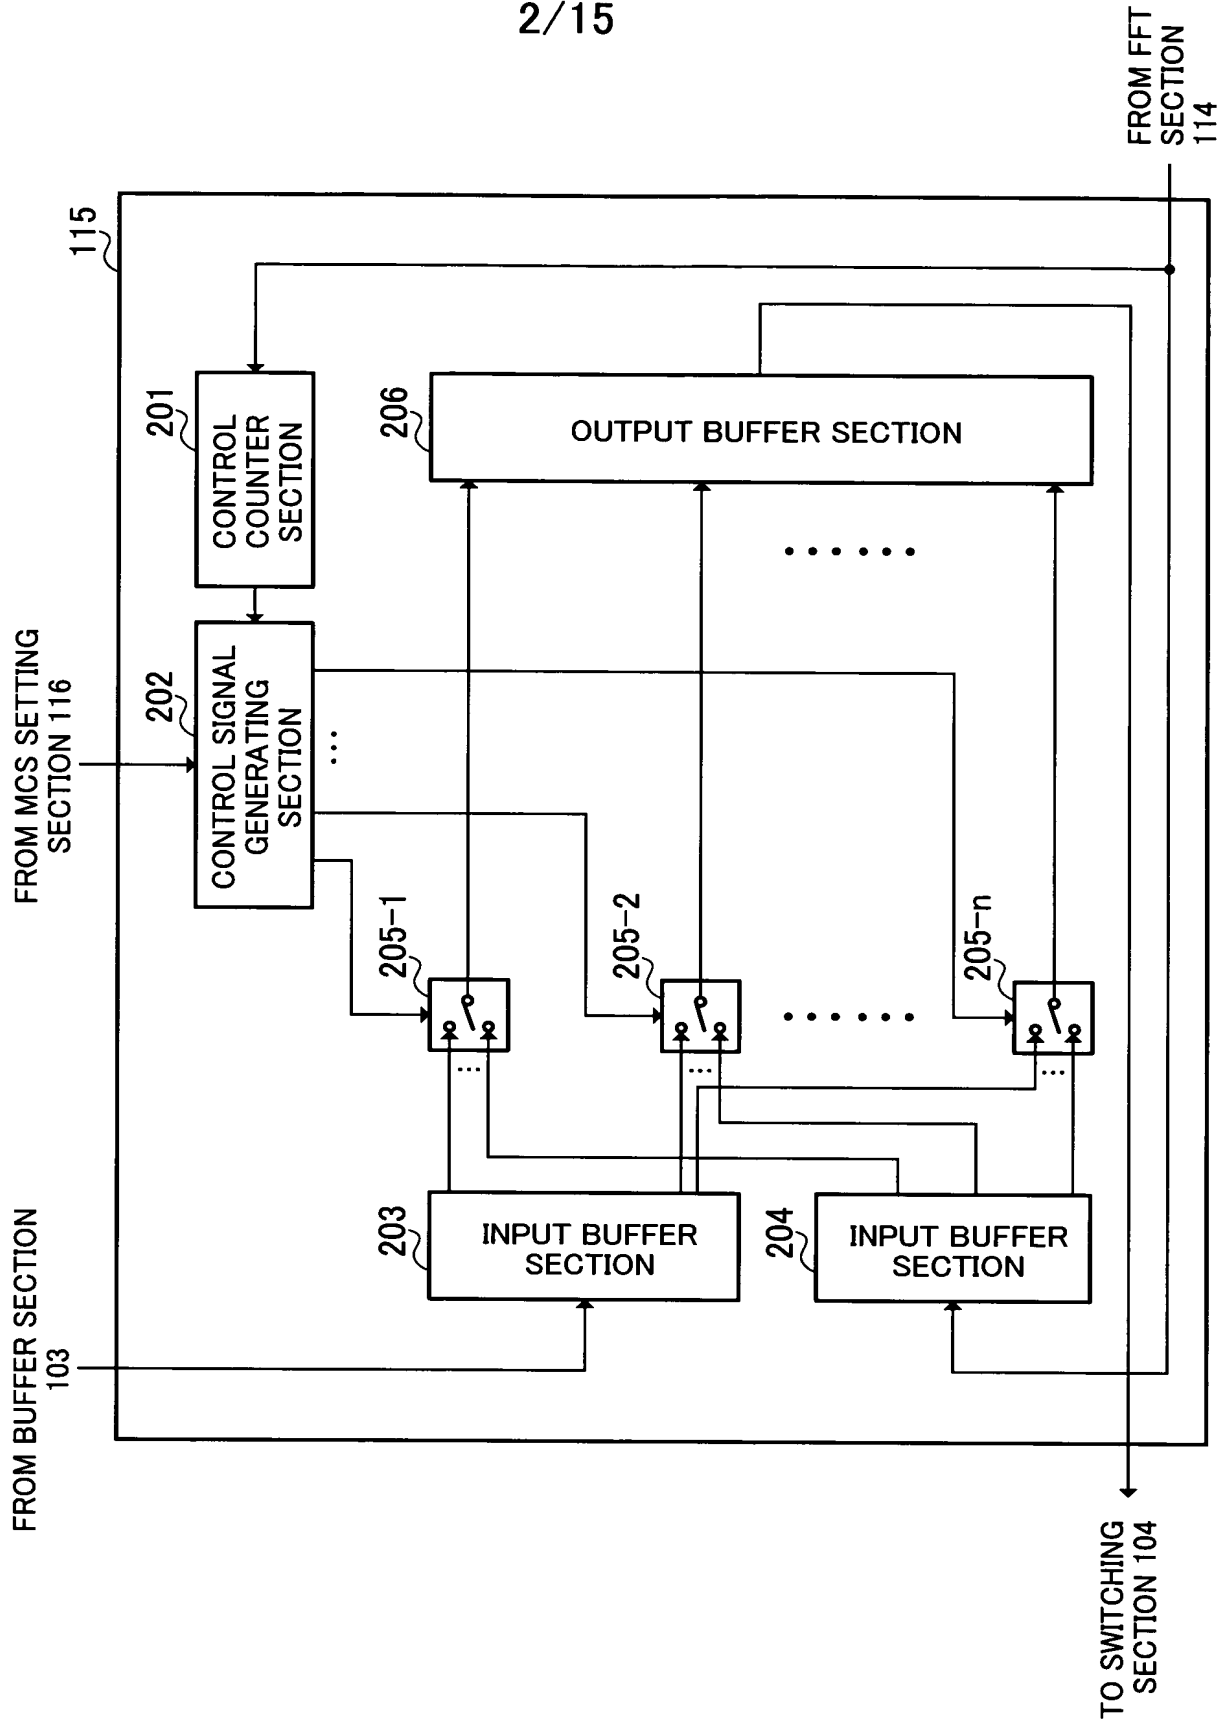 2/15
FROM BUFFER SECTION
103
FROM MCS SETTING
SECTION 116
115
203
INPUT BUFFER
SECTION
204
INPUT BUFFER
SECTION
205-1
205-2
205-n
202
CONTROL SIGNAL
GENERATING
SECTION
201
CONTROL
COUNTER
SECTION
206
OUTPUT BUFFER SECTION
TO SWITCHING
SECTION 104
FROM FFT
SECTION
114